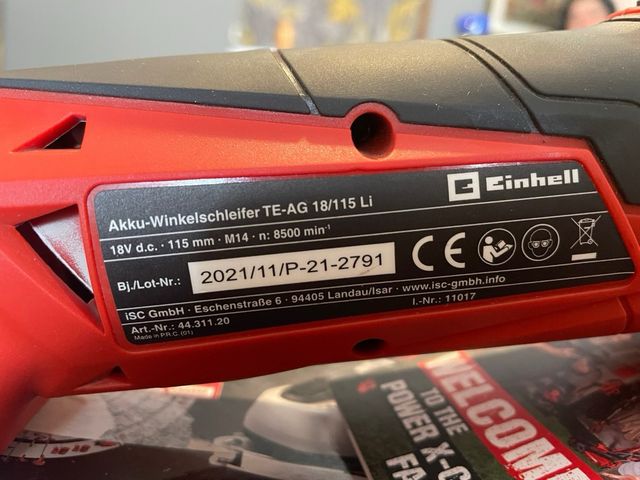 Einhell
Akku-Winkelschleifer TE-AG 18/115 Li
18V d.c. · 115 mm · M14 · n: 8500 min⁻¹
Bj./Lot-Nr.: 2021/11/P-21-2791
CE
iSC GmbH · Eschenstraße 6 · 94405 Landau/Isar · www.isc-gmbh.info
Art.-Nr.: 44.311.20 I.-Nr.: 11017
Made in P.R.C. (01)
WELCOME
TO THE
POWER X-C
FA